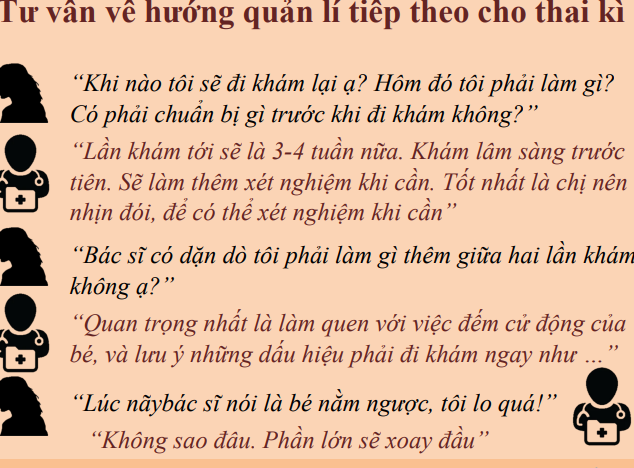 Tư vấn về hướng quản lí tiếp theo cho thai kì
“Khi nào tôi sẽ đi khám lại ạ? Hôm đó tôi phải làm gì?
Có phải chuẩn bị gì trước khi đi khám không?”
“Lần khám tới sẽ là 3-4 tuần nữa. Khám lâm sàng trước
tiên. Sẽ làm thêm xét nghiệm khi cần. Tốt nhất là chị nên
nhịn đói, để có thể xét nghiệm khi cần”
“Bác sĩ có dặn dò tôi phải làm gì thêm giữa hai lần khám
không ạ?”
“Quan trọng nhất là làm quen với việc đếm cử động của
bé, và lưu ý những dấu hiệu phải đi khám ngay như ...”
“Lúc nãybác sĩ nói là bé nằm ngược, tôi lo quá!”
“Không sao đâu. Phần lớn sẽ xoay đầu”